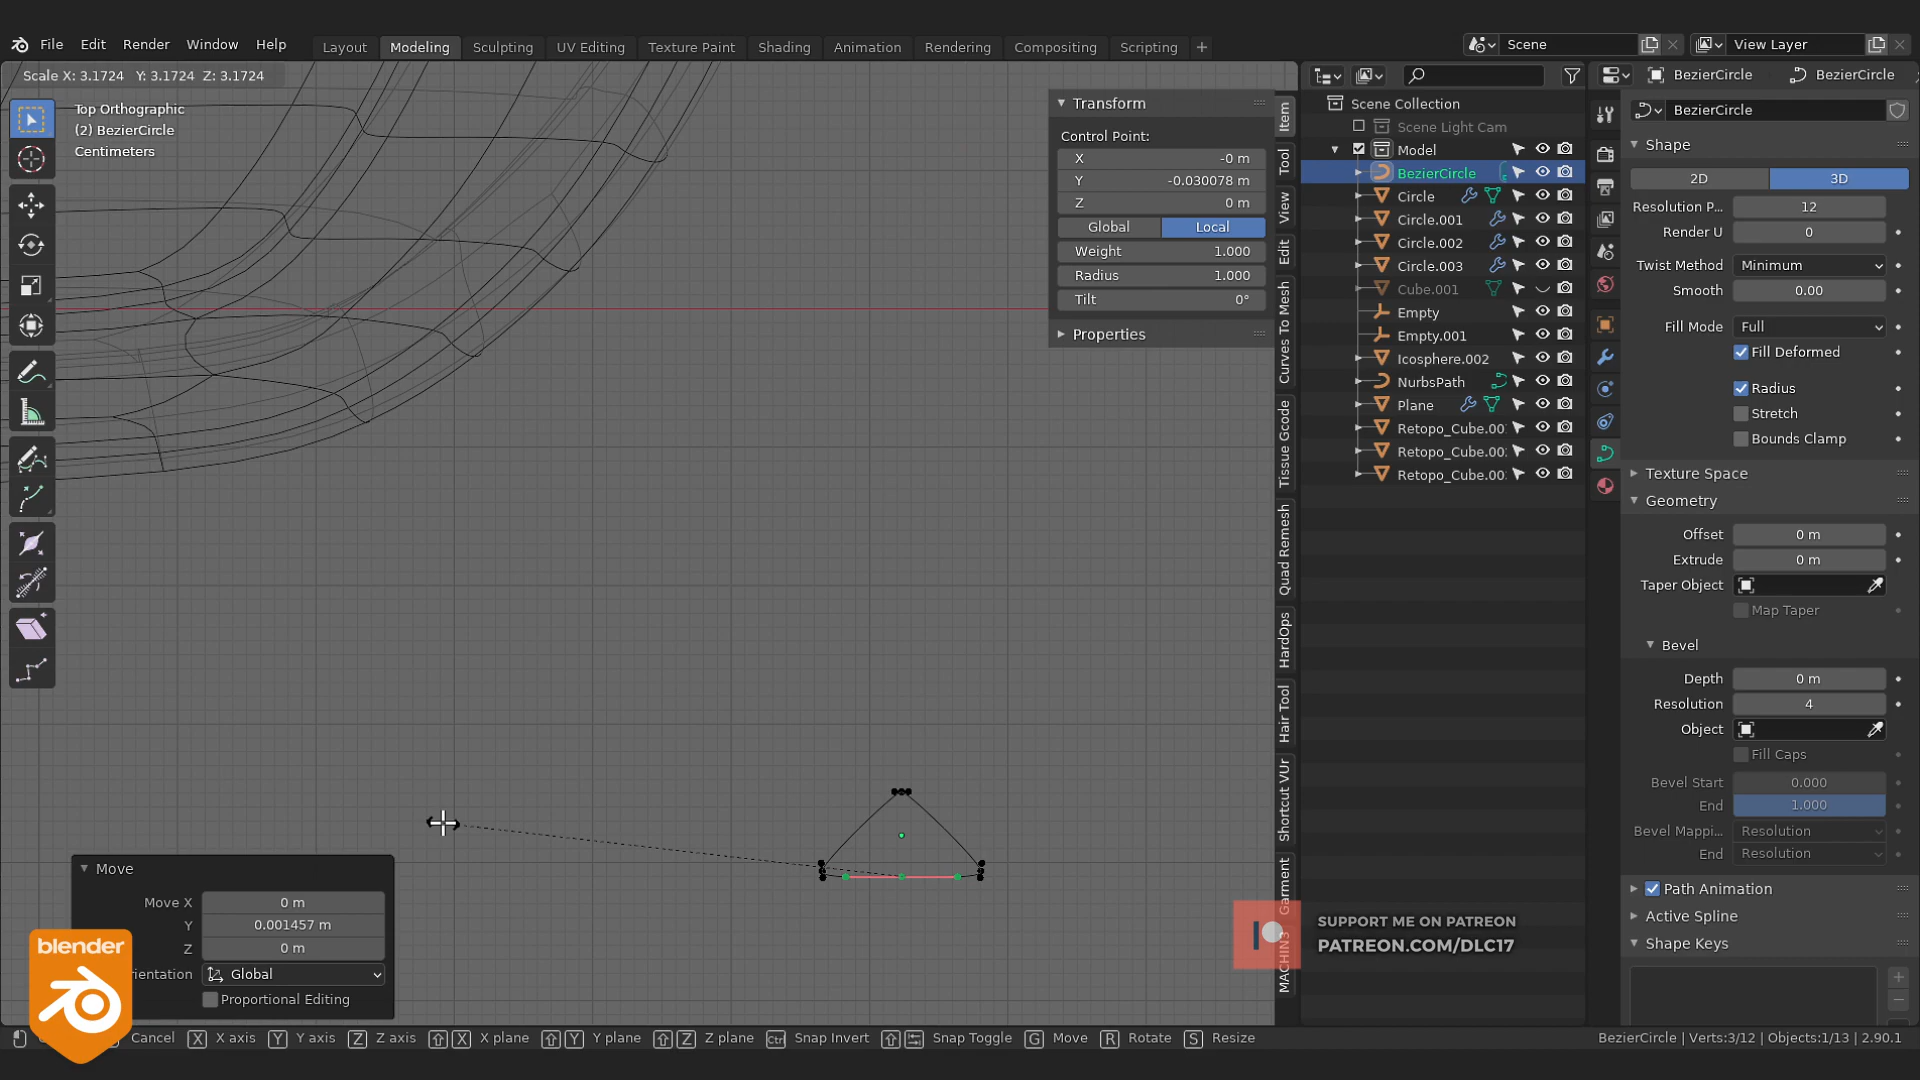 File Edit Render Window Help
Layout Modeling Sculpting UV Editing Texture Paint Shading Animation Rendering Compositing Scripting +
Scene
View Layer
Scale X: 3.1724 Y: 3.1724 Z: 3.1724
Top Orthographic
(2) BezierCircle
Centimeters
Transform
Control Point:
X -0 m
Y -0.030078 m
Z 0 m
Global Local
Weight 1.000
Radius 1.000
Tilt 0°
Properties
Item
Tool
View
Edit
Curves To Mesh
Tissue Gcode
Quad Remesh
HardOps
Hair Tool
Shortcut VUr
Garment
MACHIN3
Scene Collection
Scene Light Cam
Model
BezierCircle
Circle
Circle.001
Circle.002
Circle.003
Cube.001
Empty
Empty.001
Icosphere.002
NurbsPath
Plane
Retopo_Cube.00
Retopo_Cube.00
Retopo_Cube.00
BezierCircle BezierCircle
BezierCircle
Shape
2D 3D
Resolution P... 12
Render U 0
Twist Method Minimum
Smooth 0.00
Fill Mode Full
Fill Deformed
Radius
Stretch
Bounds Clamp
Texture Space
Geometry
Offset 0 m
Extrude 0 m
Taper Object
Map Taper
Bevel
Depth 0 m
Resolution 4
Object
Fill Caps
Bevel Start 0.000
End 1.000
Bevel Mappi... Resolution
End Resolution
Path Animation
Active Spline
Shape Keys
Move
Move X 0 m
Y 0.001457 m
Z 0 m
ientation Global
Proportional Editing
blender
SUPPORT ME ON PATREON
PATREON.COM/DLC17
Cancel X X axis Y Y axis Z Z axis X X plane Y Y plane Z Z plane Ctrl Snap Invert Snap Toggle G Move R Rotate S Resize
BezierCircle | Verts:3/12 | Objects:1/13 | 2.90.1